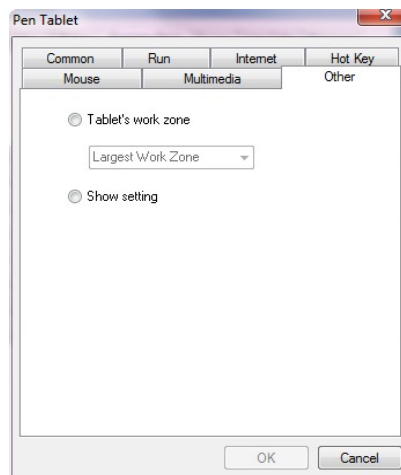 Pen Tablet
x
Common Run Internet Hot Key
Mouse Multimedia Other
Tablet's work zone
Largest Work Zone
Show setting
OK Cancel